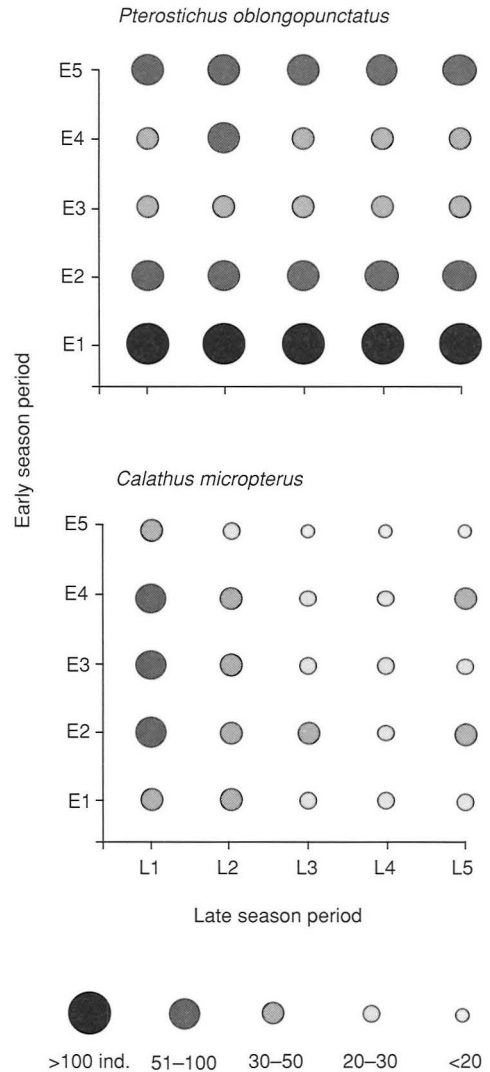 Pterostichus oblongopunctatus
E5
E4
E3
E2
E1
Early season period
Calathus micropterus
E5
E4
E3
E2
E1
L1 L2 L3 L4 L5
Late season period
>100 ind. 51–100 30–50 20–30 <20